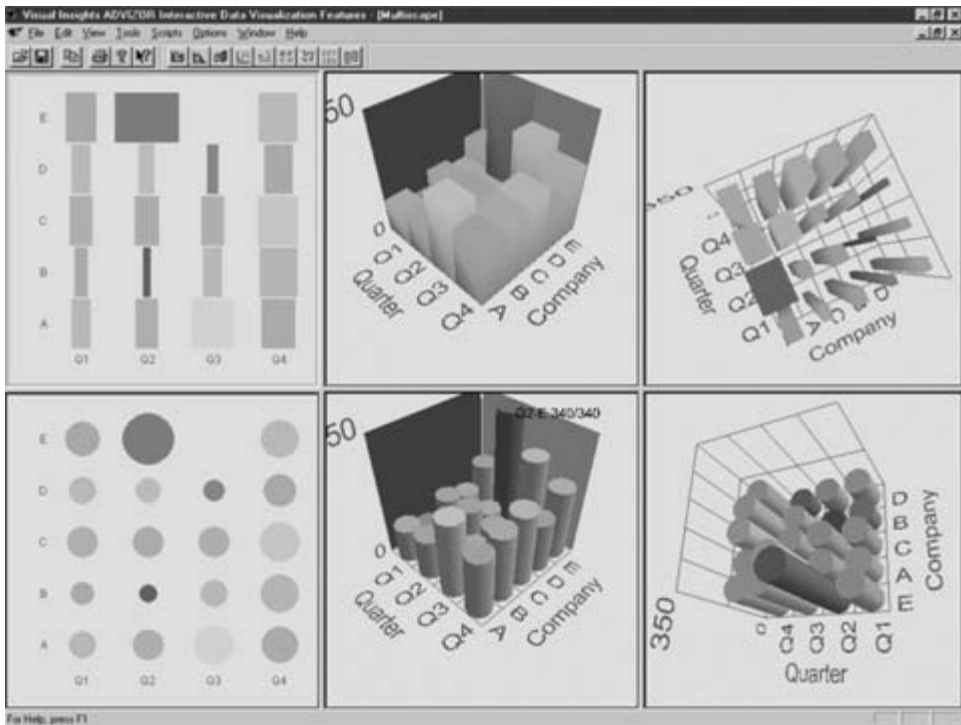 Visual Insights ADVIZOR Interactive Data Visualization Features - [Multiscape]
File Edit View Tools Scripts Options Window Help
E
D
C
B
A
Q1 Q2 Q3 Q4
50
0
Q1
Q2
Q3
Q4
Quarter
A
B
C
D
E
Company
350
Q4
Q3
Q2
Q1
Quarter
A
C
B
D
Company
E
D
C
B
A
Q1 Q2 Q3 Q4
Q2 E 340/340
50
0
Q1
Q2
Q3
Q4
Quarter
A
B
C
D
E
Company
D
B
C
A
E
Company
350
0
Q4
Q3
Q2
Q1
Quarter
For Help, press F1